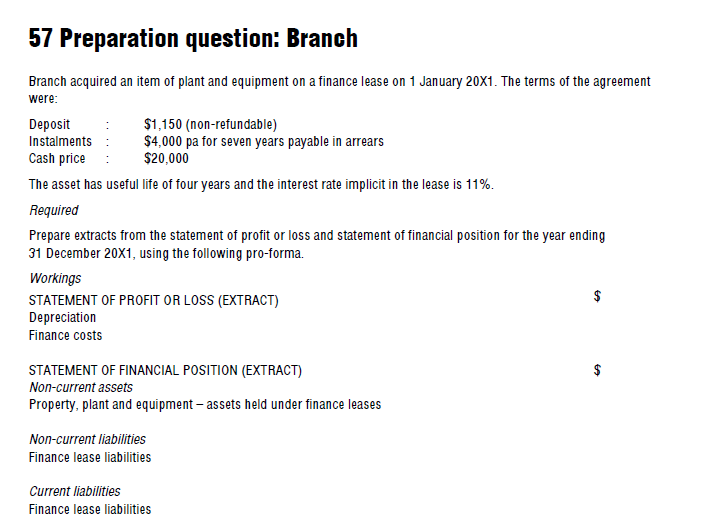 57 Preparation question: Branch
Branch acquired an item of plant and equipment on a finance lease on 1 January 20X1. The terms of the agreement
were:
Deposit : $1,150 (non-refundable)
Instalments : $4,000 pa for seven years payable in arrears
Cash price : $20,000
The asset has useful life of four years and the interest rate implicit in the lease is 11%.
Required
Prepare extracts from the statement of profit or loss and statement of financial position for the year ending
31 December 20X1, using the following pro-forma.
Workings
STATEMENT OF PROFIT OR LOSS (EXTRACT) $
Depreciation
Finance costs
STATEMENT OF FINANCIAL POSITION (EXTRACT) $
Non-current assets
Property, plant and equipment – assets held under finance leases
Non-current liabilities
Finance lease liabilities
Current liabilities
Finance lease liabilities